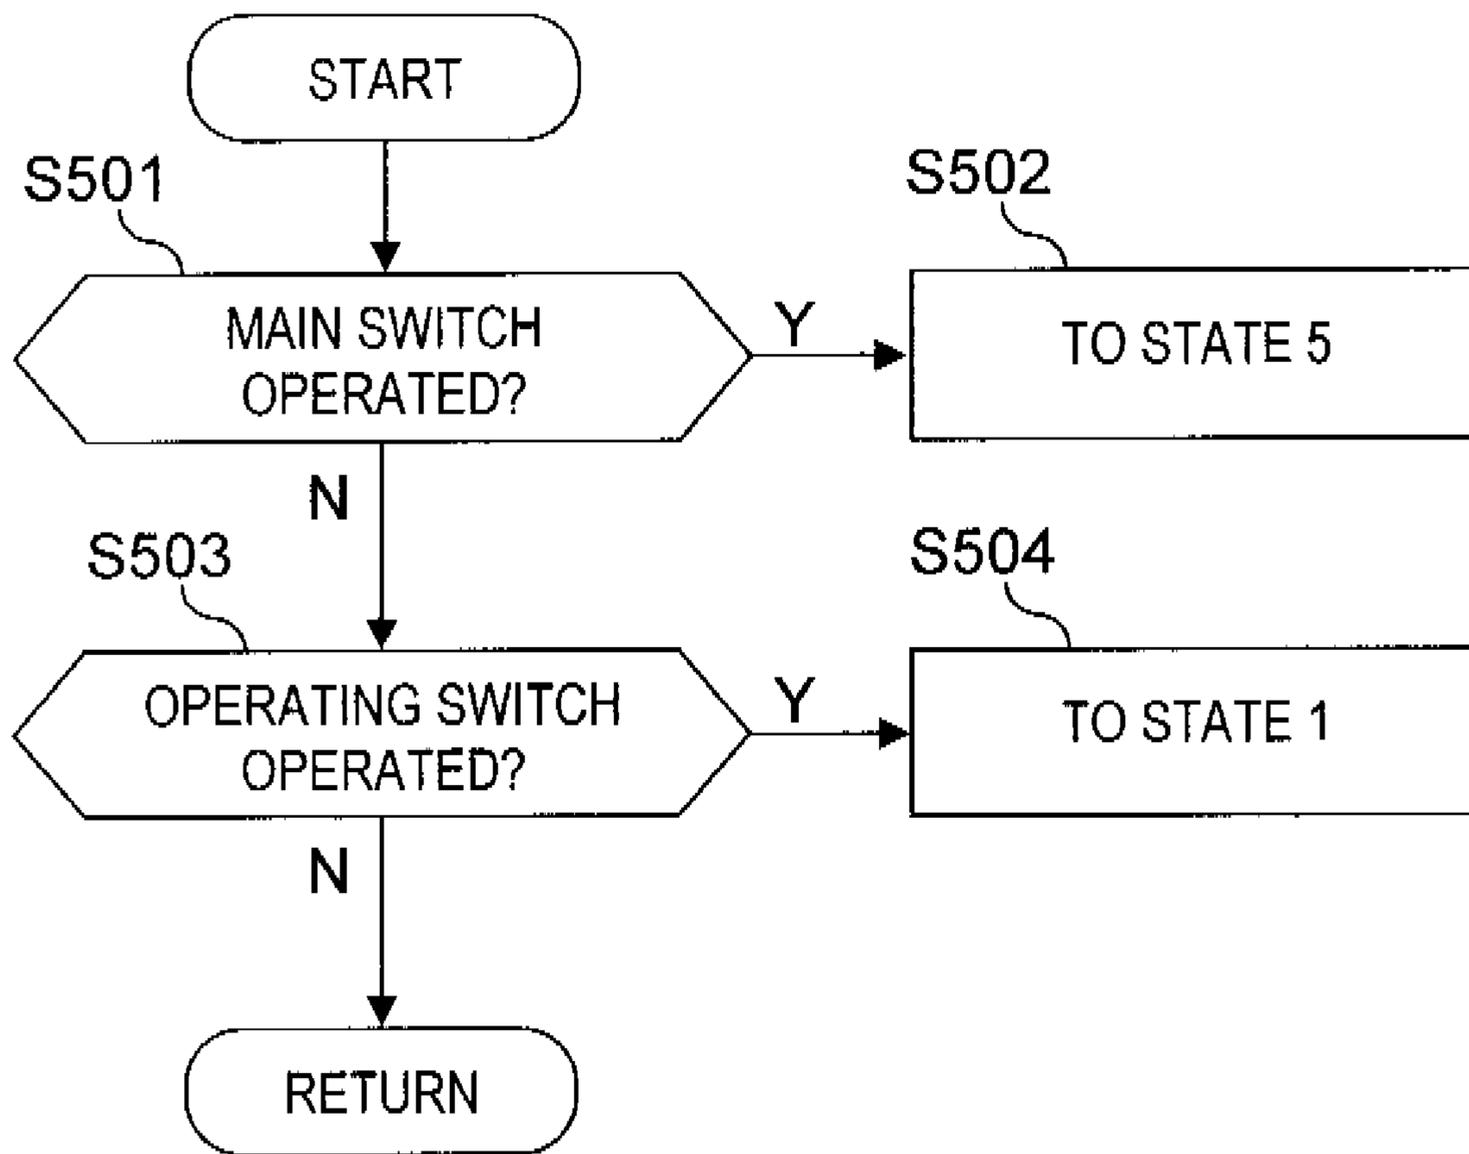 START
S501
MAIN SWITCH
OPERATED?
Y
S502
TO STATE 5
N
S503
OPERATING SWITCH
OPERATED?
Y
S504
TO STATE 1
N
RETURN